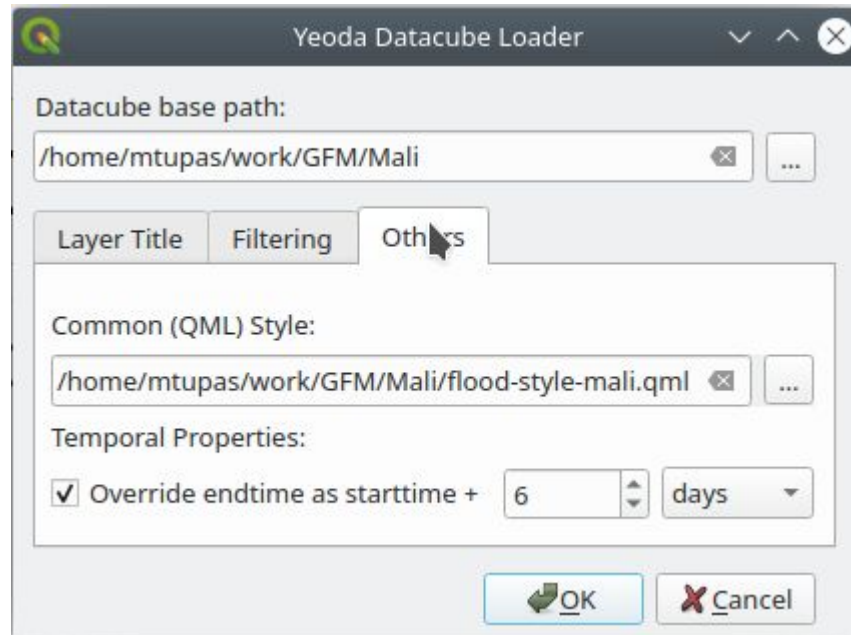 Yeoda Datacube Loader
Datacube base path:
/home/mtupas/work/GFM/Mali
...
Layer Title Filtering Others
Common (QML) Style:
/home/mtupas/work/GFM/Mali/flood-style-mali.qml
...
Temporal Properties:
Override endtime as starttime + 6 days
OK Cancel